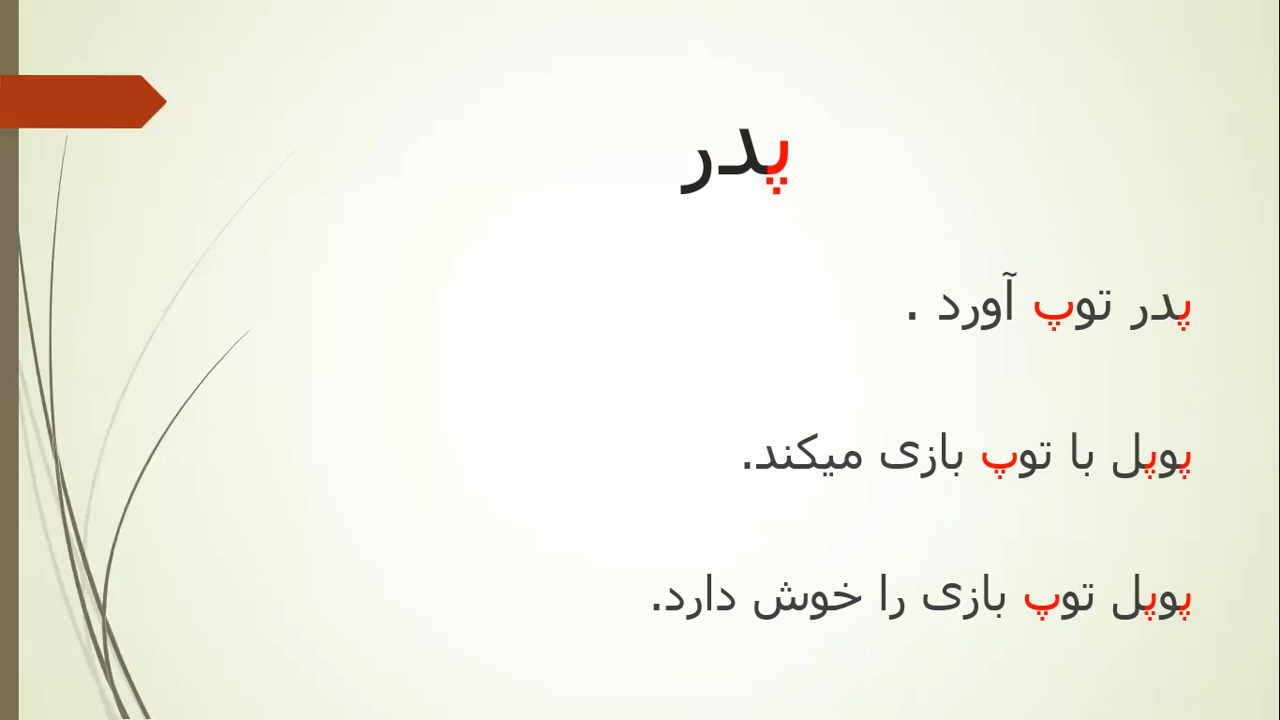 پدر
پدر توپ آورد .
پوپل با توپ بازی میکند.
پوپل توپ بازی را خوش دارد.